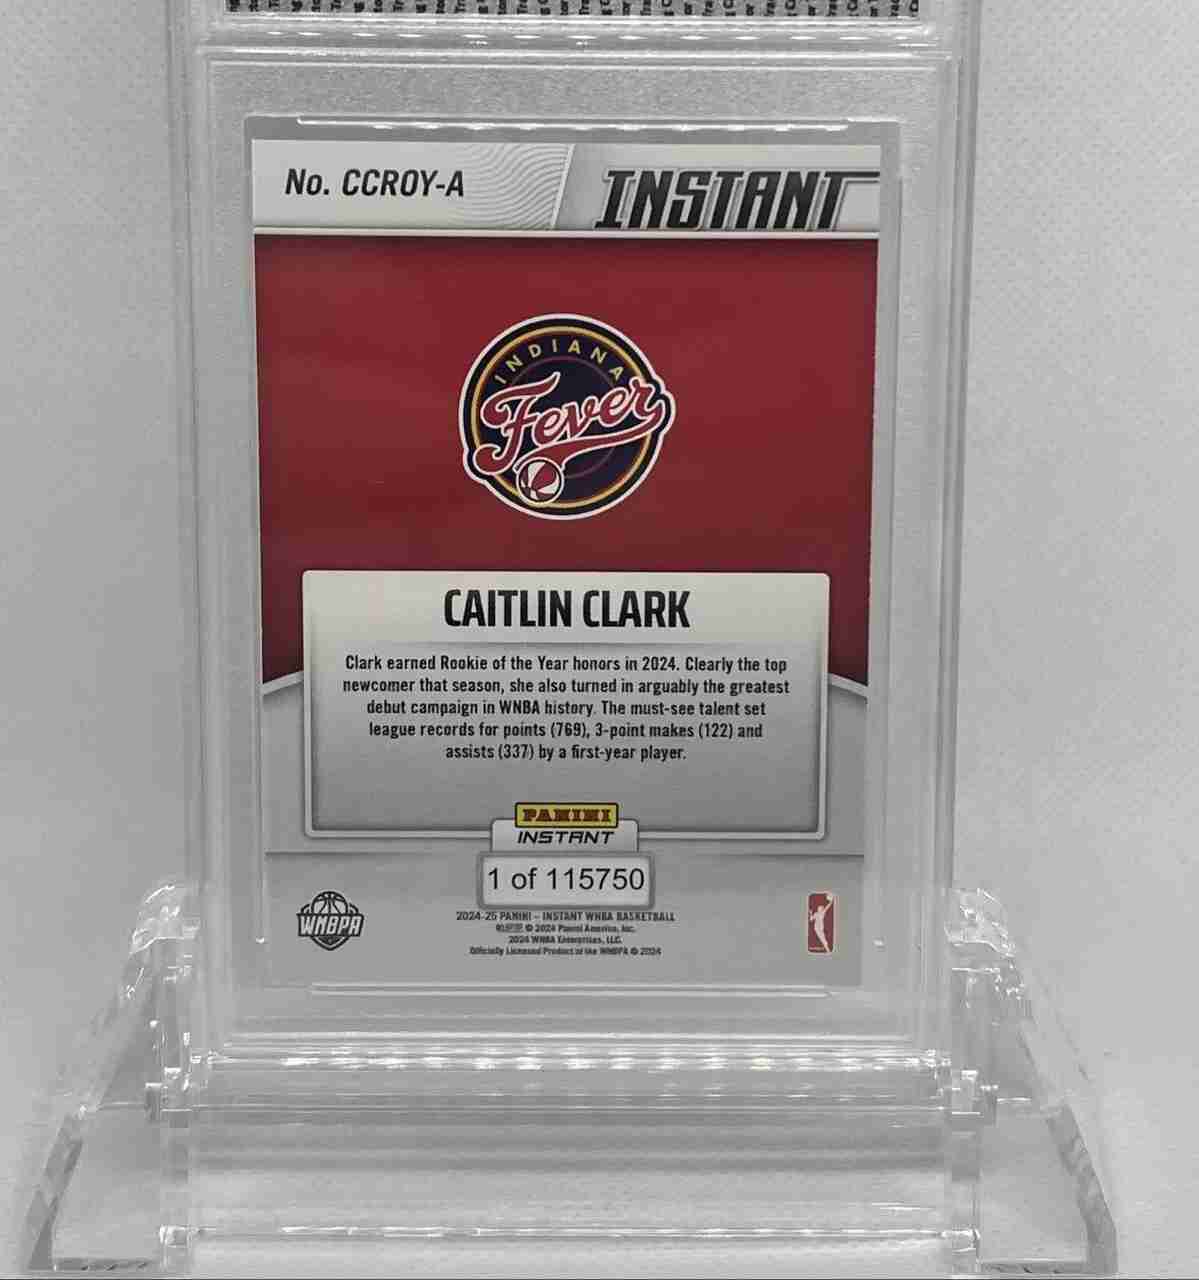 No. CCROY-A
INSTANT
INDIANA
Fever
CAITLIN CLARK
Clark earned Rookie of the Year honors in 2024. Clearly the top
newcomer that season, she also turned in arguably the greatest
debut campaign in WNBA history. The must-see talent set
league records for points (769), 3-point makes (122) and
assists (337) by a first-year player.
PANINI
INSTANT
1 of 115750
WNBPA
2024-25 PANINI – INSTANT WNBA BASKETBALL
© 2024 Panini America, Inc.
2024 WNBA Enterprises, LLC.
Officially Licensed Product of the WNBPA © 2024